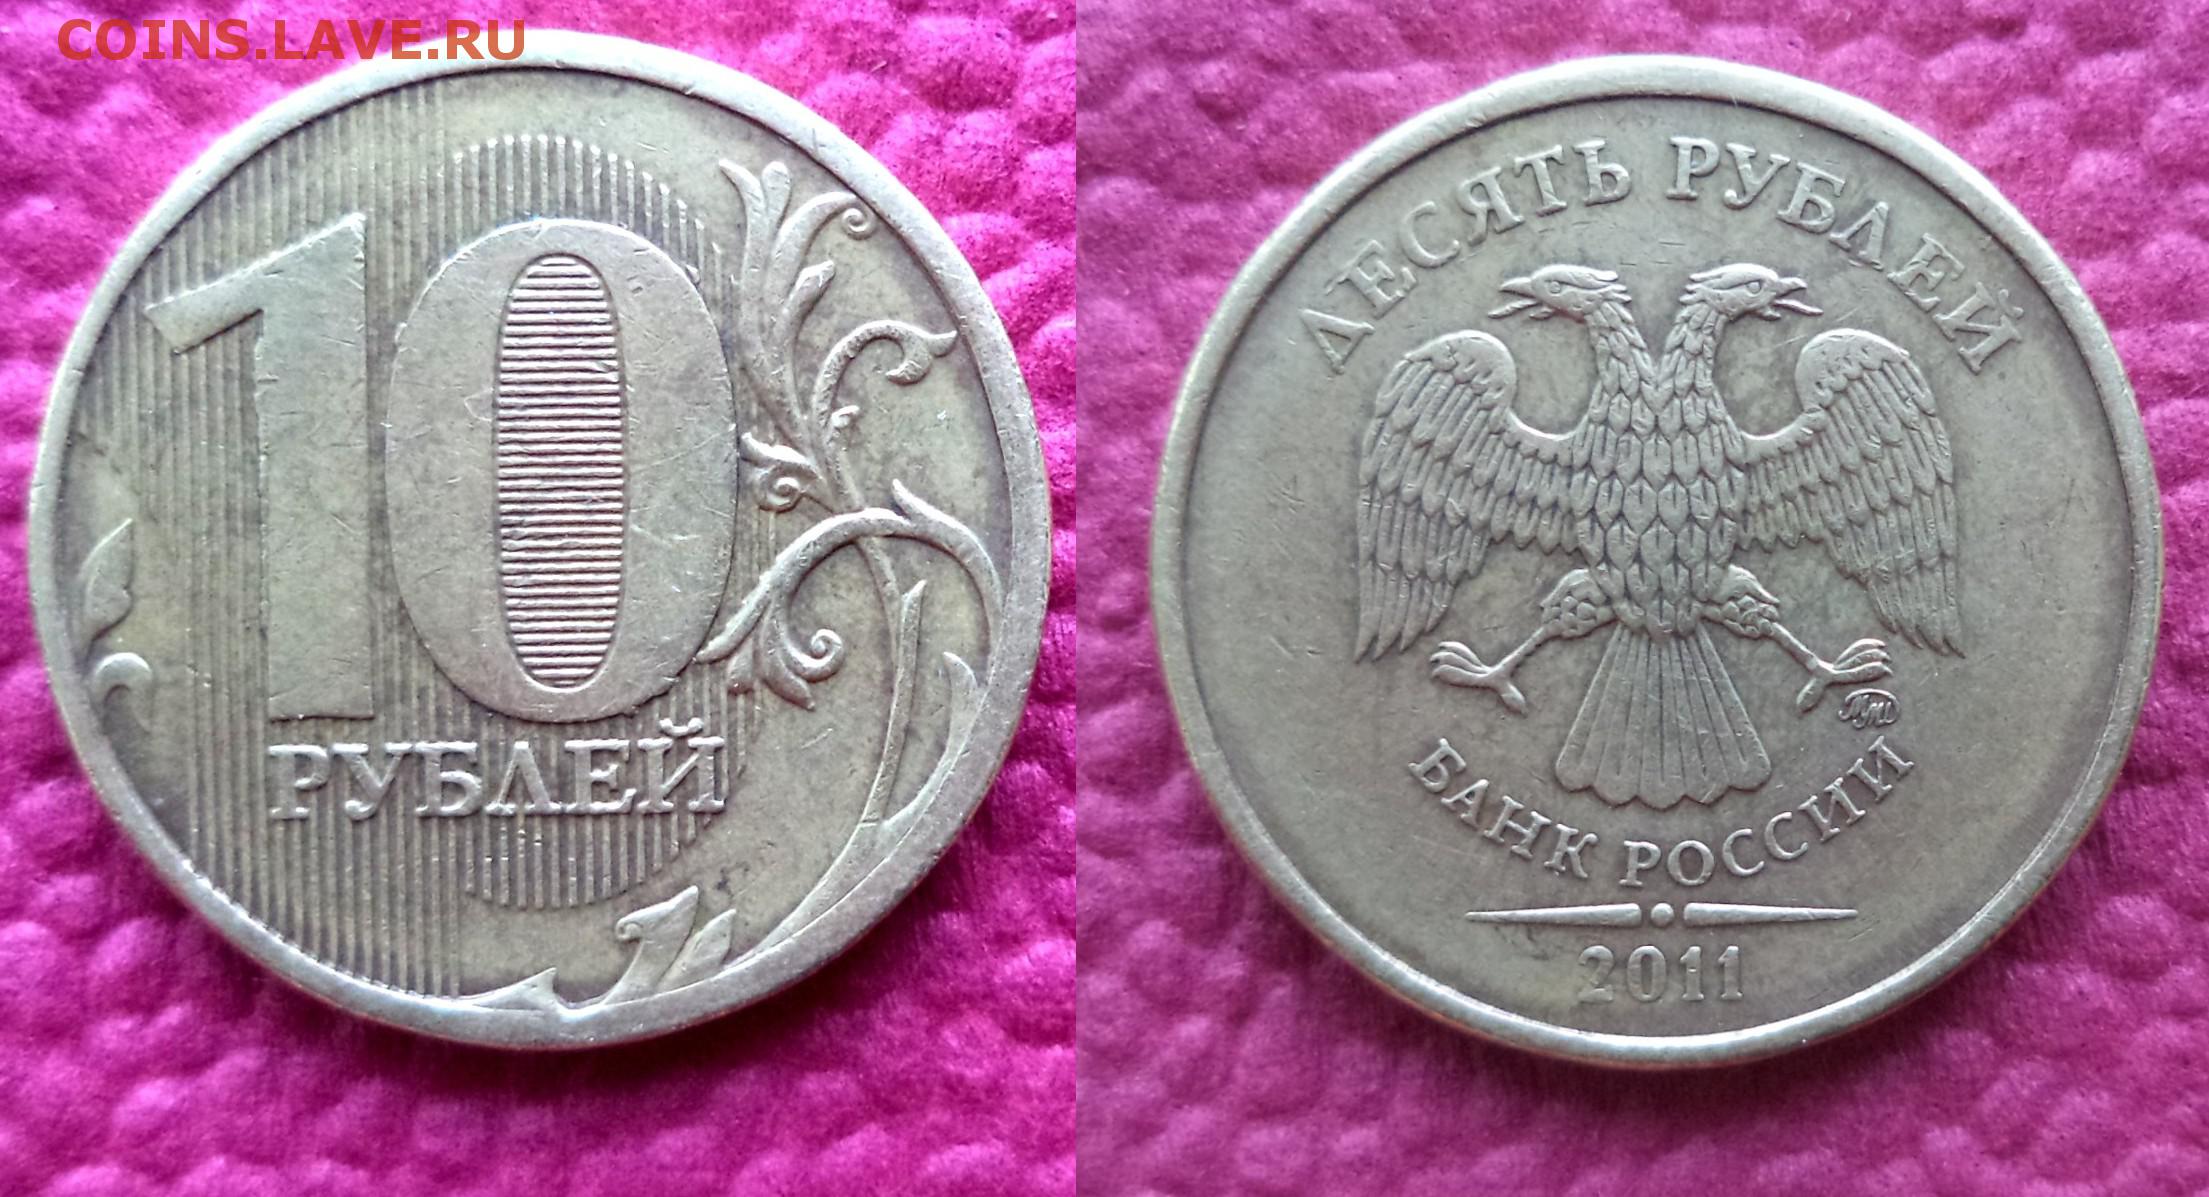 COINS.LAVE.RU
10
РУБЛЕЙ
ДЕСЯТЬ РУБЛЕЙ
ММД
БАНК РОССИИ
2011